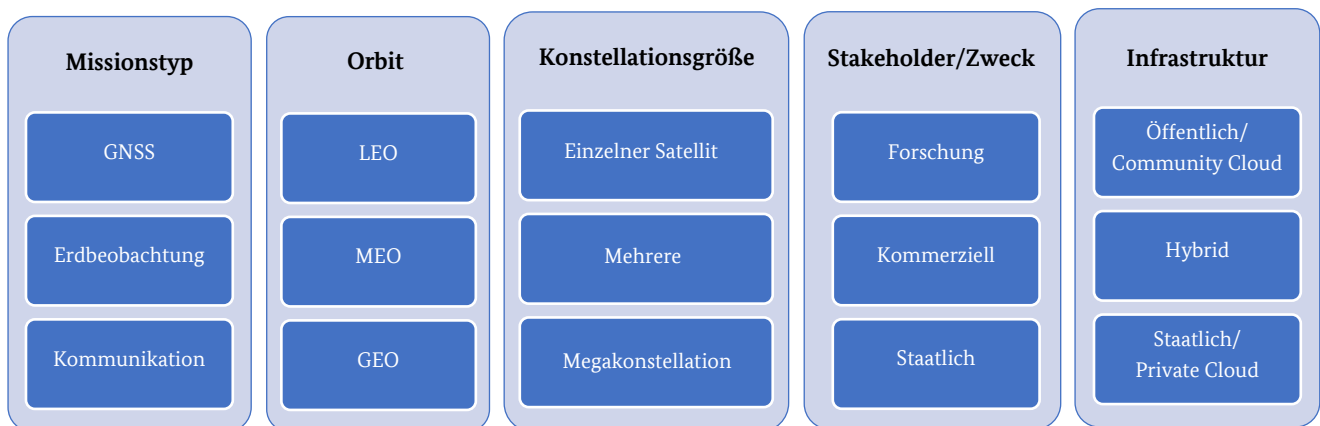 Missionstyp
GNSS
Erdbeobachtung
Kommunikation
Orbit
LEO
MEO
GEO
Konstellationsgröße
Einzelner Satellit
Mehrere
Megakonstellation
Stakeholder/Zweck
Forschung
Kommerziell
Staatlich
Infrastruktur
Öffentlich/
Community Cloud
Hybrid
Staatlich/
Private Cloud